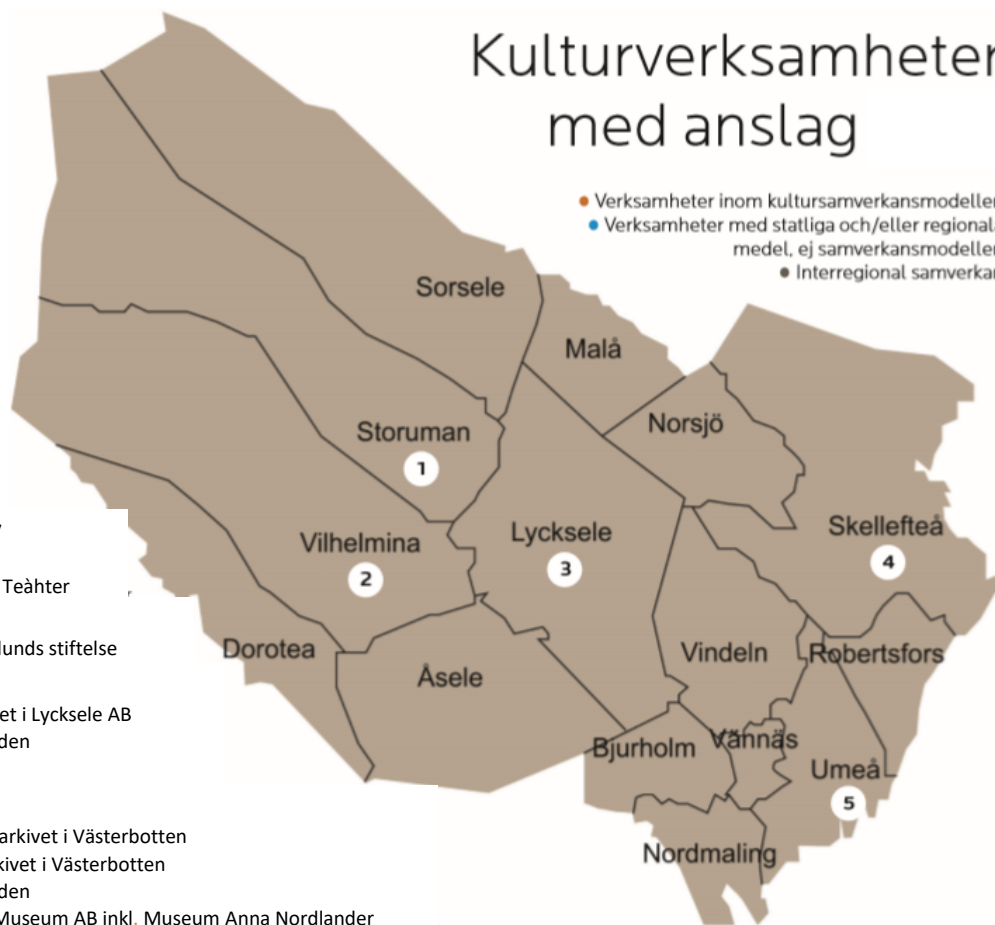 Kulturverksamheter
med anslag
Verksamheter inom kultursamverkansmodeller
Verksamheter med statliga och/eller regionala
medel, ej samverkansmodeller
Interregional samverkan
Sorsele
Malå
Storuman
1
Norsjö
Vilhelmina
2
Lycksele
3
Skellefteå
4
Dorotea
Åsele
Vindeln
Robertsfors
Bjurholm
Vännäs
Umeå
5
Nordmaling
Teàhter
lunds stiftelse
et i Lycksele AB
den
arkivet i Västerbotten
kivet i Västerbotten
den
Museum AB inkl. Museum Anna Nordlander